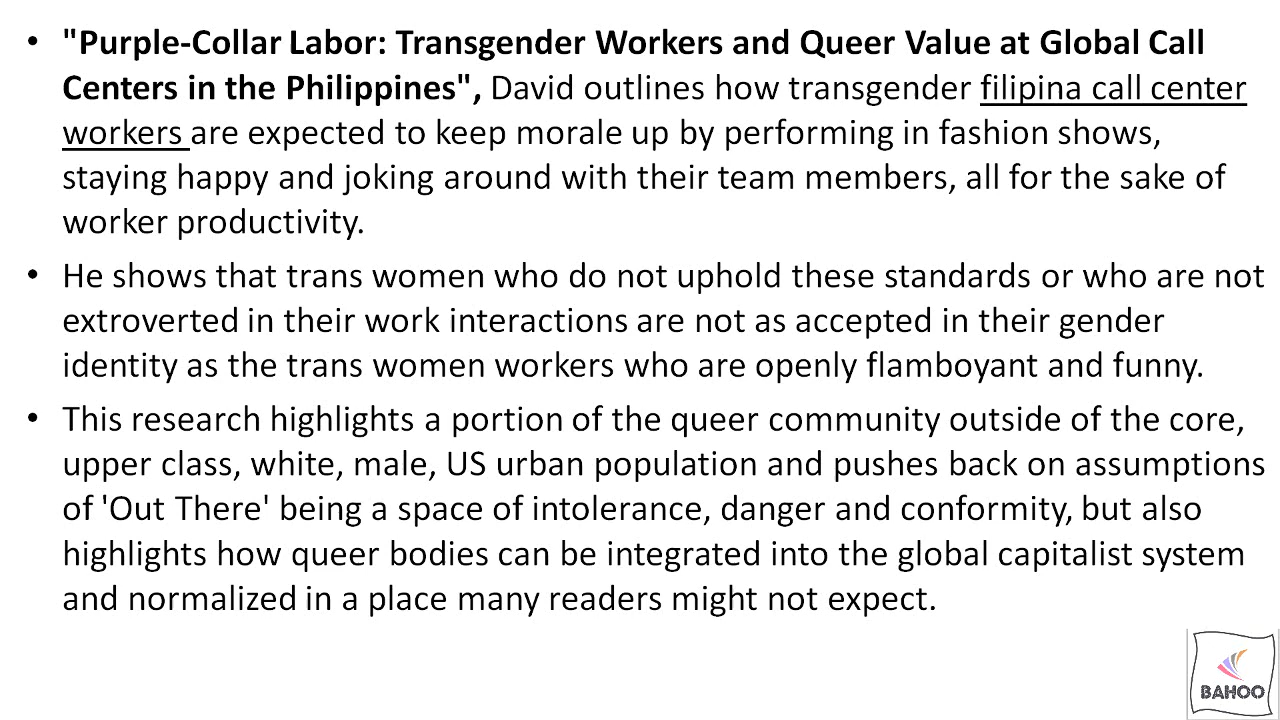 • "Purple-Collar Labor: Transgender Workers and Queer Value at Global Call
Centers in the Philippines", David outlines how transgender filipina call center
workers are expected to keep morale up by performing in fashion shows,
staying happy and joking around with their team members, all for the sake of
worker productivity.
• He shows that trans women who do not uphold these standards or who are not
extroverted in their work interactions are not as accepted in their gender
identity as the trans women workers who are openly flamboyant and funny.
• This research highlights a portion of the queer community outside of the core,
upper class, white, male, US urban population and pushes back on assumptions
of 'Out There' being a space of intolerance, danger and conformity, but also
highlights how queer bodies can be integrated into the global capitalist system
and normalized in a place many readers might not expect.
BAHOO